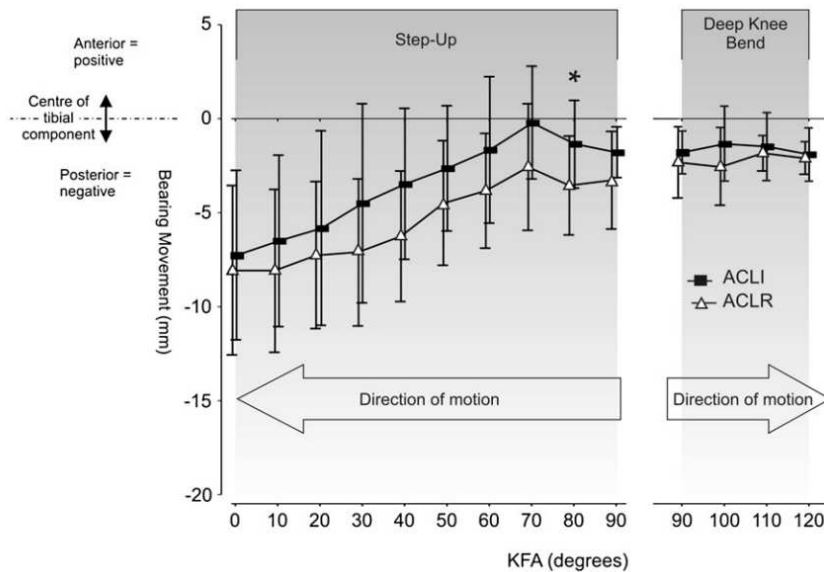 Anterior =
positive
Centre of
tibial
component
Posterior =
negative
Bearing Movement (mm)
5
0
-5
-10
-15
-20
Step-Up
*
Deep Knee
Bend
ACLI
ACLR
Direction of motion
Direction of motion
0 10 20 30 40 50 60 70 80 90
90 100 110 120
KFA (degrees)